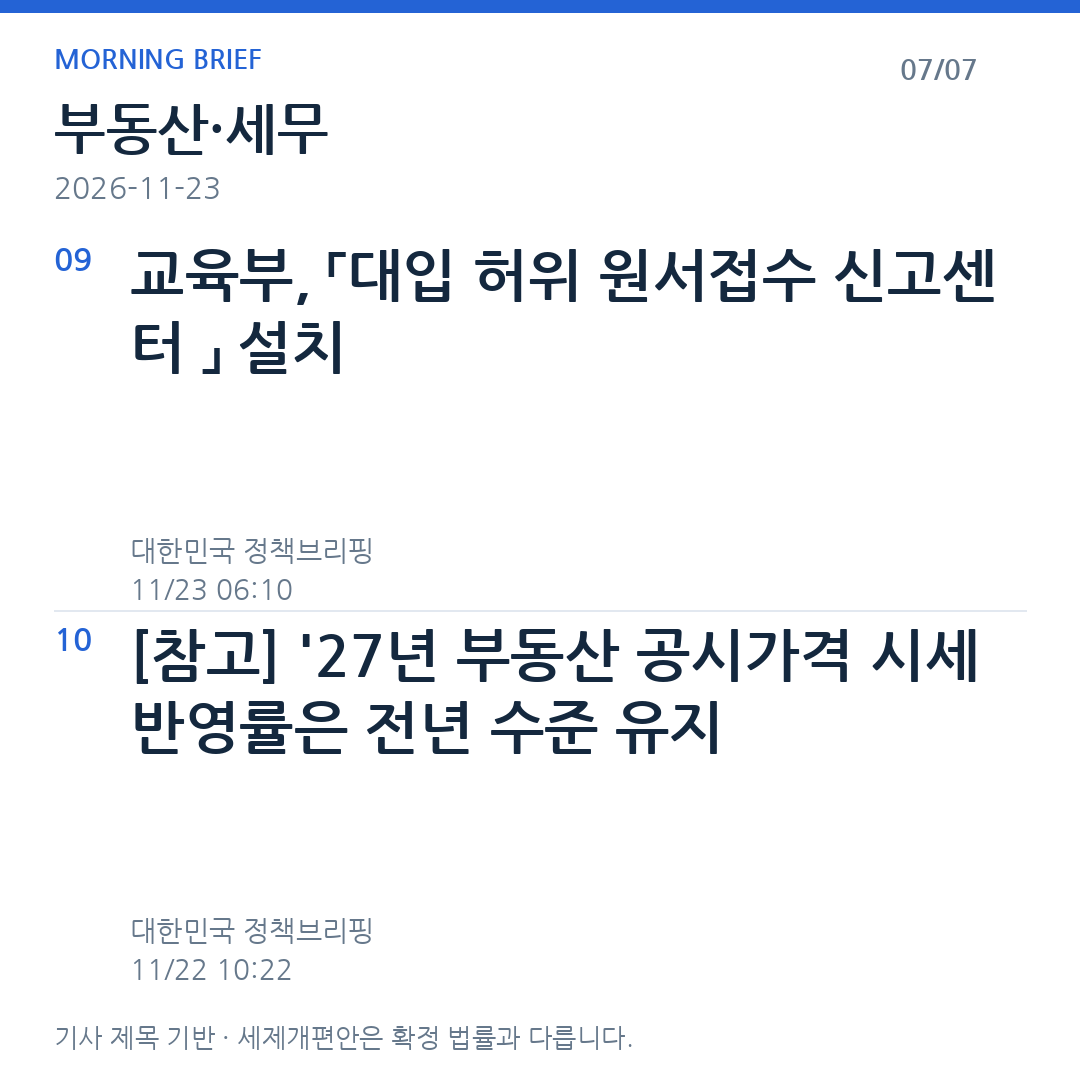 MORNING BRIEF
07/07
부동산·세무
2026-11-23
09
교육부, ｢대입 허위 원서접수 신고센
터 ｣ 설치
대한민국 정책브리핑
11/23 06:10
10
[참고] '27년 부동산 공시가격 시세
반영률은 전년 수준 유지
대한민국 정책브리핑
11/22 10:22
기사 제목 기반 · 세제개편안은 확정 법률과 다릅니다.